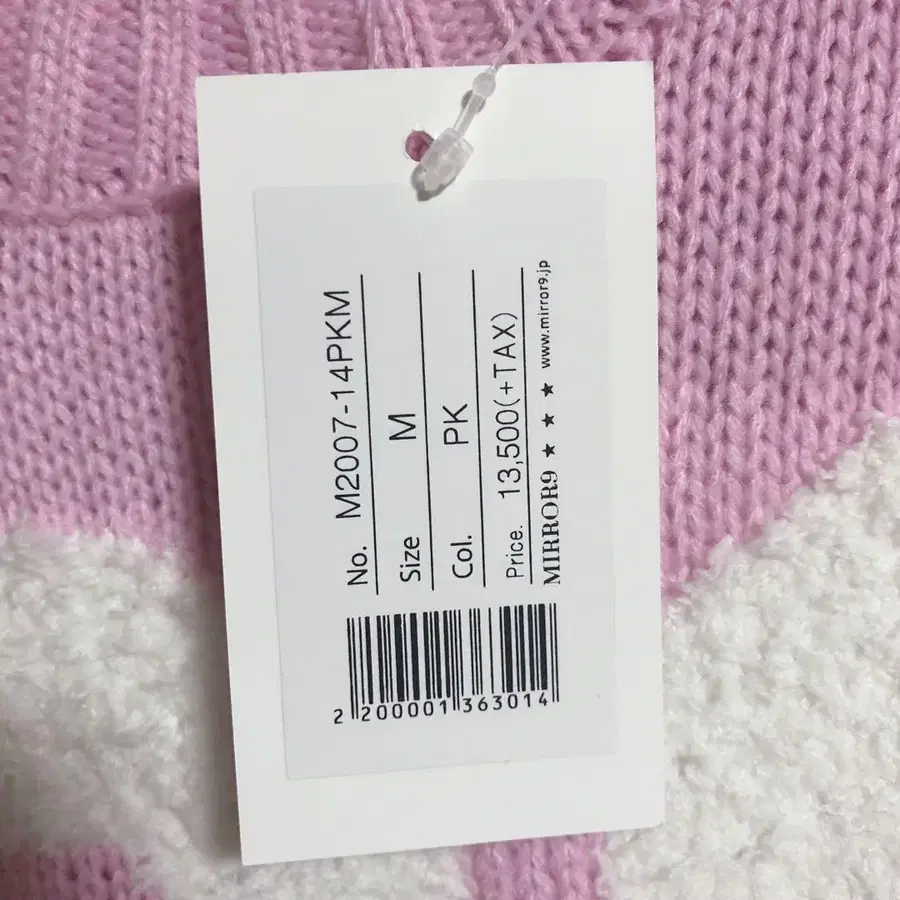 No. M2007-14PKM
Size M
Col. PK
Price. 13,500(+TAX)
MIRROR9 ★ ★ ★ www.mirror9.jp
2 200001 363014